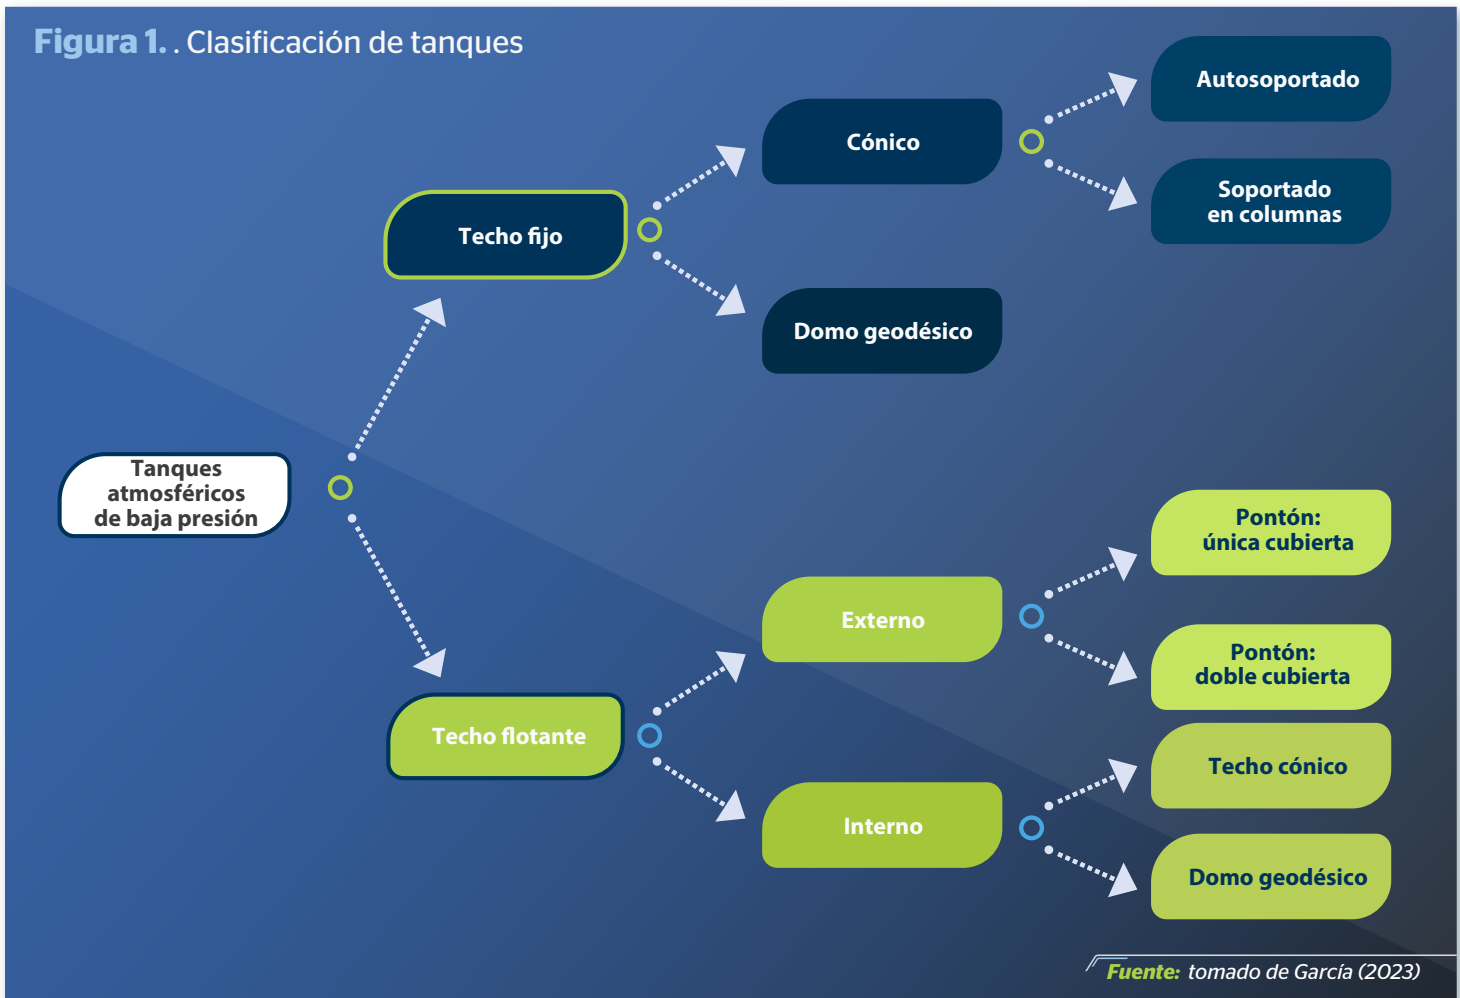 Figura 1. . Clasificación de tanques
Autosoportado
Cónico
Soportado
en columnas
Techo fijo
Domo geodésico
Tanques
atmosféricos
de baja presión
Pontón:
única cubierta
Externo
Pontón:
doble cubierta
Techo flotante
Techo cónico
Interno
Domo geodésico
Fuente: tomado de García (2023)